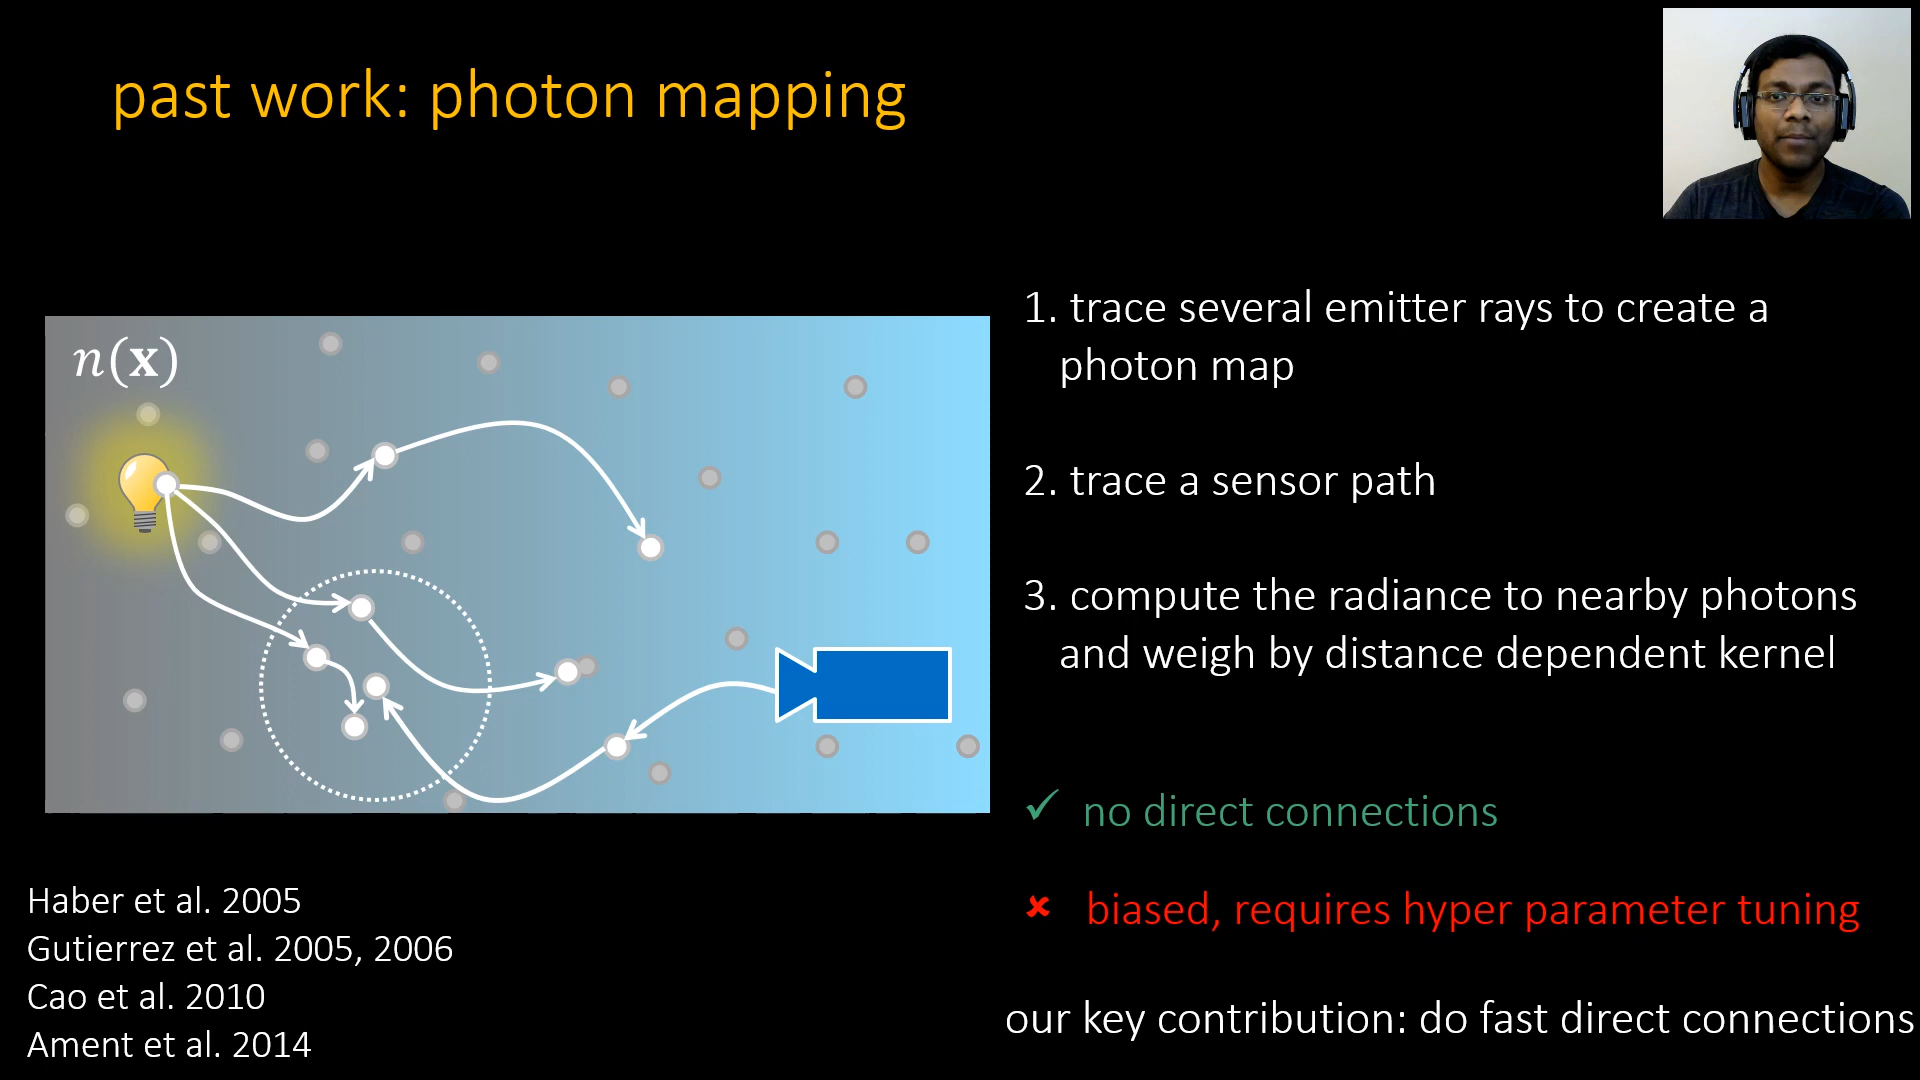 past work: photon mapping
n(x)
1. trace several emitter rays to create a
photon map
2. trace a sensor path
3. compute the radiance to nearby photons
and weigh by distance dependent kernel
✓ no direct connections
✘ biased, requires hyper parameter tuning
our key contribution: do fast direct connections
Haber et al. 2005
Gutierrez et al. 2005, 2006
Cao et al. 2010
Ament et al. 2014